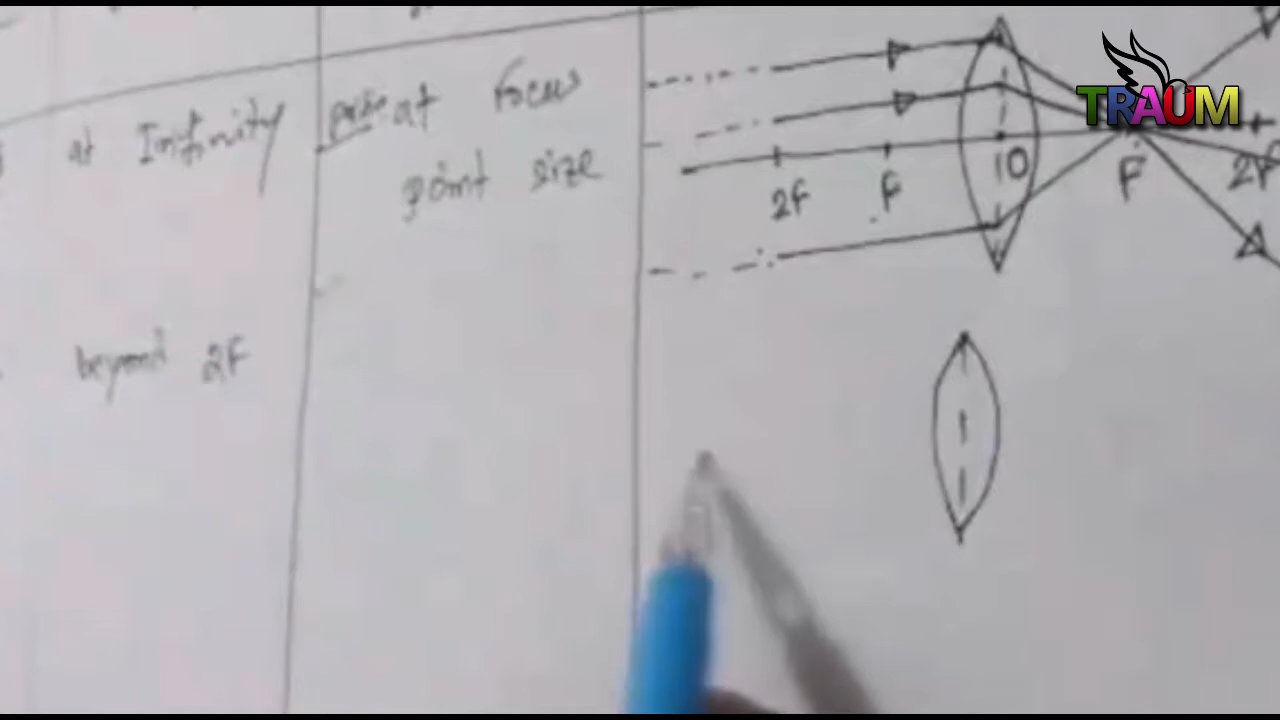 at Infinity
at Focus
point size
2F F O F 2F
beyond 2F
TRAUM